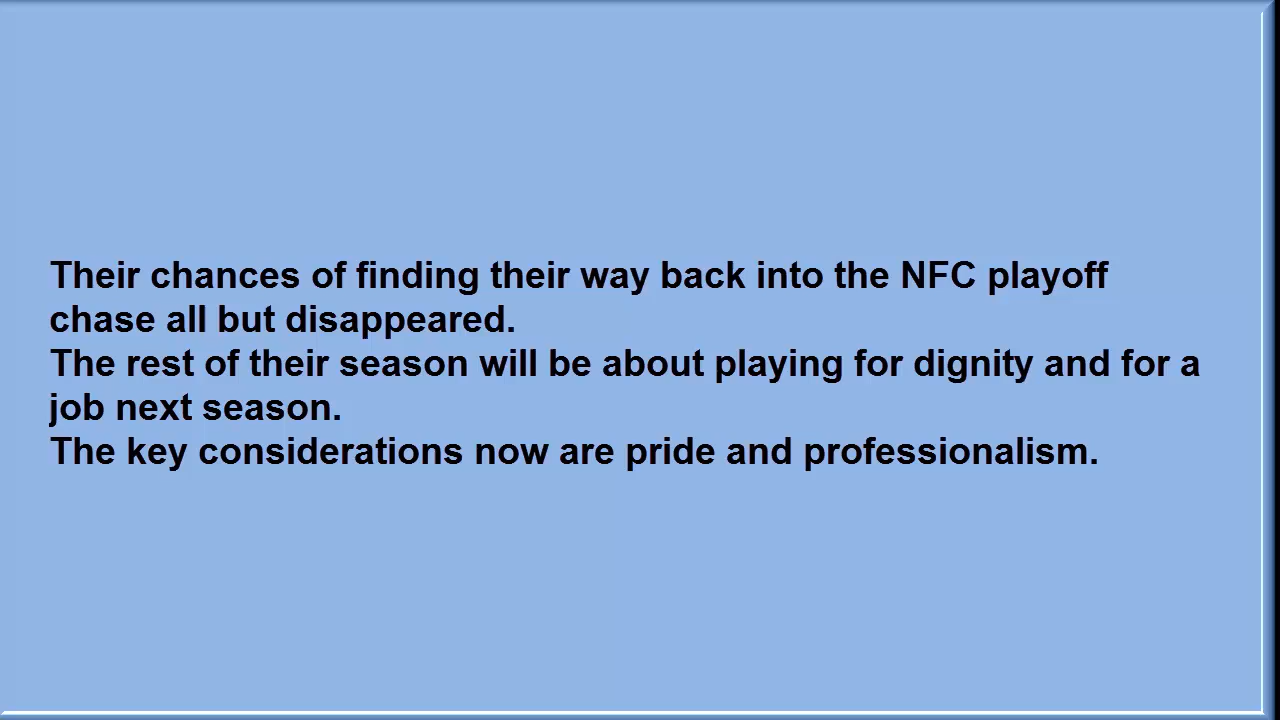 Their chances of finding their way back into the NFC playoff
chase all but disappeared.
The rest of their season will be about playing for dignity and for a
job next season.
The key considerations now are pride and professionalism.